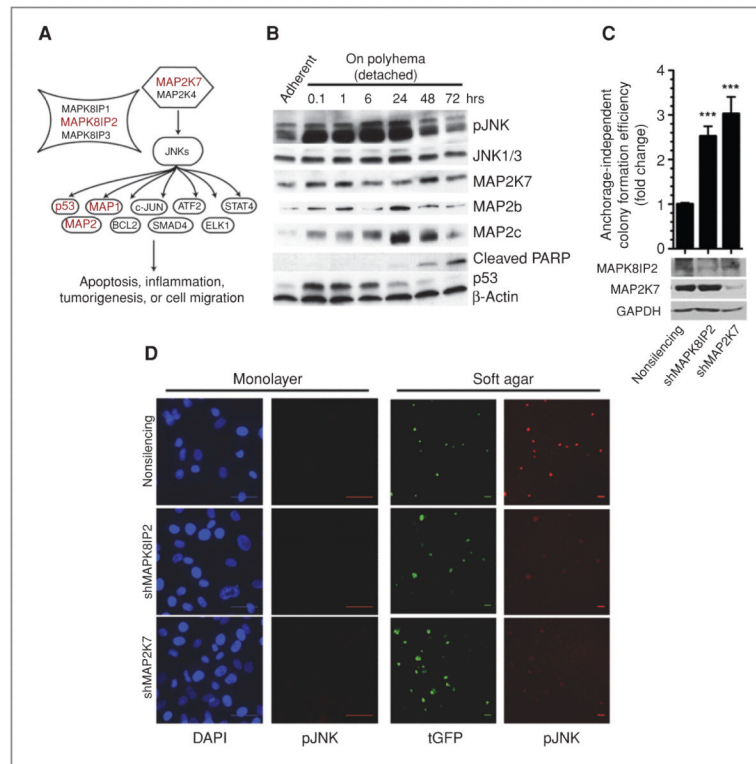 A
MAP2K7
MAP2K4
MAPK8IP1
MAPK8IP2
MAPK8IP3
JNKs
p53
MAP1
c-JUN
ATF2
STAT4
MAP2
BCL2
SMAD4
ELK1
Apoptosis, inflammation,
tumorigenesis, or cell migration
B
Adherent
On polyhema
(detached)
0.1 1 6 24 48 72 hrs
pJNK
JNK1/3
MAP2K7
MAP2b
MAP2c
Cleaved PARP
p53
β-Actin
C
Anchorage-independent
colony formation efficiency
(fold change)
4
3
2
1
0
***
***
MAPK8IP2
MAP2K7
GAPDH
Nonsilencing
shMAPK8IP2
shMAP2K7
D
Monolayer
Soft agar
Nonsilencing
shMAPK8IP2
shMAP2K7
DAPI
pJNK
tGFP
pJNK